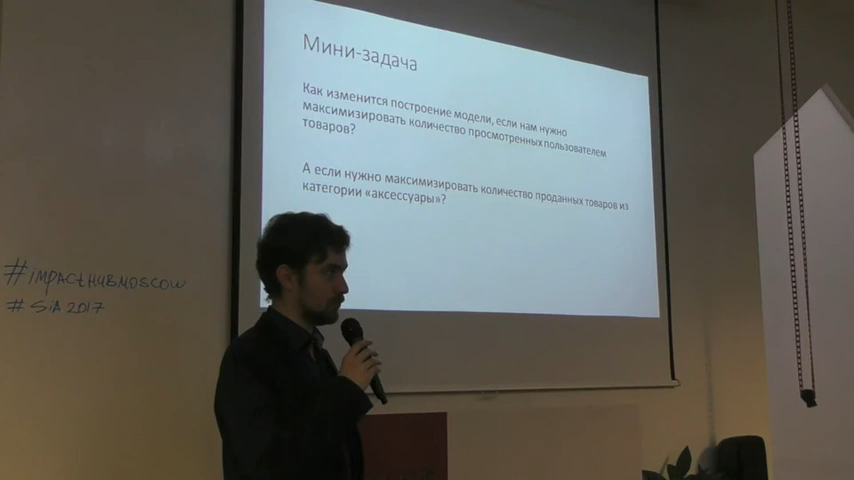 Мини-задача
Как изменится построение модели, если нам нужно
максимизировать количество просмотренных пользователем
товаров?
А если нужно максимизировать количество проданных товаров из
категории «аксессуары»?
#impacthubmoscow
# SiA 2017